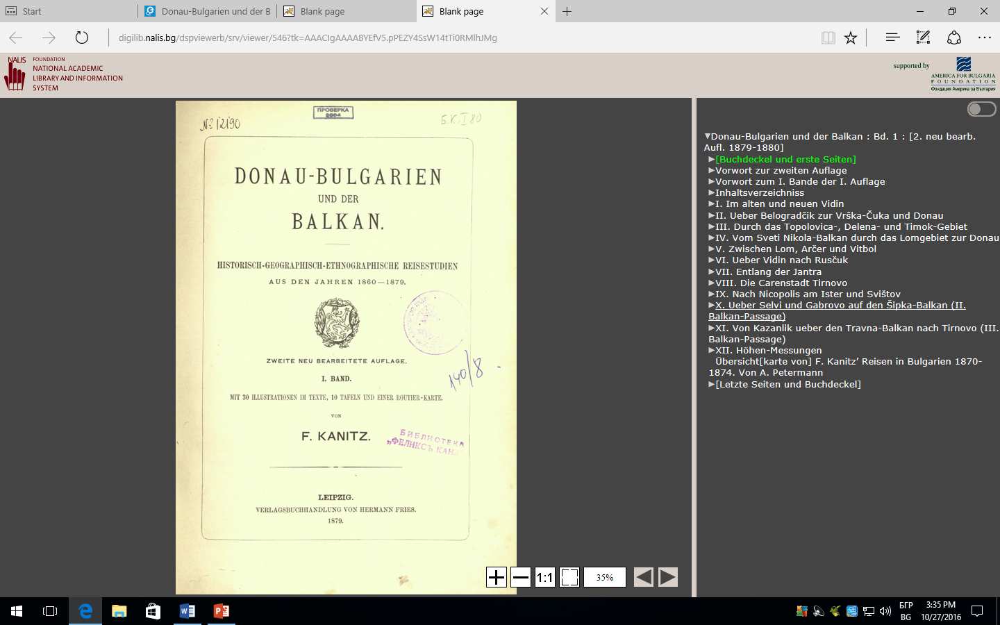 Start
Donau-Bulgarien und der B
Blank page
Blank page
digilib.nalis.bg/dspviewerb/srv/viewer/546?tk=AAACIgAAAABYEfV5.pPEZY4SsW14tTi0RMlhJMg
NALIS
FOUNDATION
NATIONAL ACADEMIC
LIBRARY AND INFORMATION
SYSTEM
supported by
AMERICA FOR BULGARIA
FOUNDATION
Фондация Америка за България
ПРОВЕРКА
2004
№ 12190
Б.К. I 80
DONAU-BULGARIEN
UND DER
BALKAN.
HISTORISCH-GEOGRAPHISCH-ETHNOGRAPHISCHE REISESTUDIEN
AUS DEN JAHREN 1860—1879.
ZWEITE NEU BEARBEITETE AUFLAGE.
I. BAND.
140/8 -
MIT 30 ILLUSTRATIONEN IM TEXTE, 10 TAFELN UND EINER ROUTIER-KARTE.
VON
F. KANITZ.
БИБЛИОТЕКА
„ФЕЛИКСЪ КАН
LEIPZIG.
VERLAGSBUCHHANDLUNG VON HERMANN FRIES.
1879.
1:1
35%
Donau-Bulgarien und der Balkan : Bd. 1 : [2. neu bearb.
Aufl. 1879-1880]
[Buchdeckel und erste Seiten]
Vorwort zur zweiten Auflage
Vorwort zum I. Bande der I. Auflage
Inhaltsverzeichniss
I. Im alten und neuen Vidin
II. Ueber Belogradčik zur Vrška-Čuka und Donau
III. Durch das Topolovica-, Delena- und Timok-Gebiet
IV. Vom Sveti Nikola-Balkan durch das Lomgebiet zur Donau
V. Zwischen Lom, Arčer und Vitbol
VI. Ueber Vidin nach Rusčuk
VII. Entlang der Jantra
VIII. Die Carenstadt Tirnovo
IX. Nach Nicopolis am Ister und Svištov
X. Ueber Selvi und Gabrovo auf den Šipka-Balkan (II.
Balkan-Passage)
XI. Von Kazanlik ueber den Travna-Balkan nach Tirnovo (III.
Balkan-Passage)
XII. Höhen-Messungen
Übersicht[karte von] F. Kanitz’ Reisen in Bulgarien 1870-
1874. Von A. Petermann
[Letzte Seiten und Buchdeckel]
БГР
BG
3:35 PM
10/27/2016